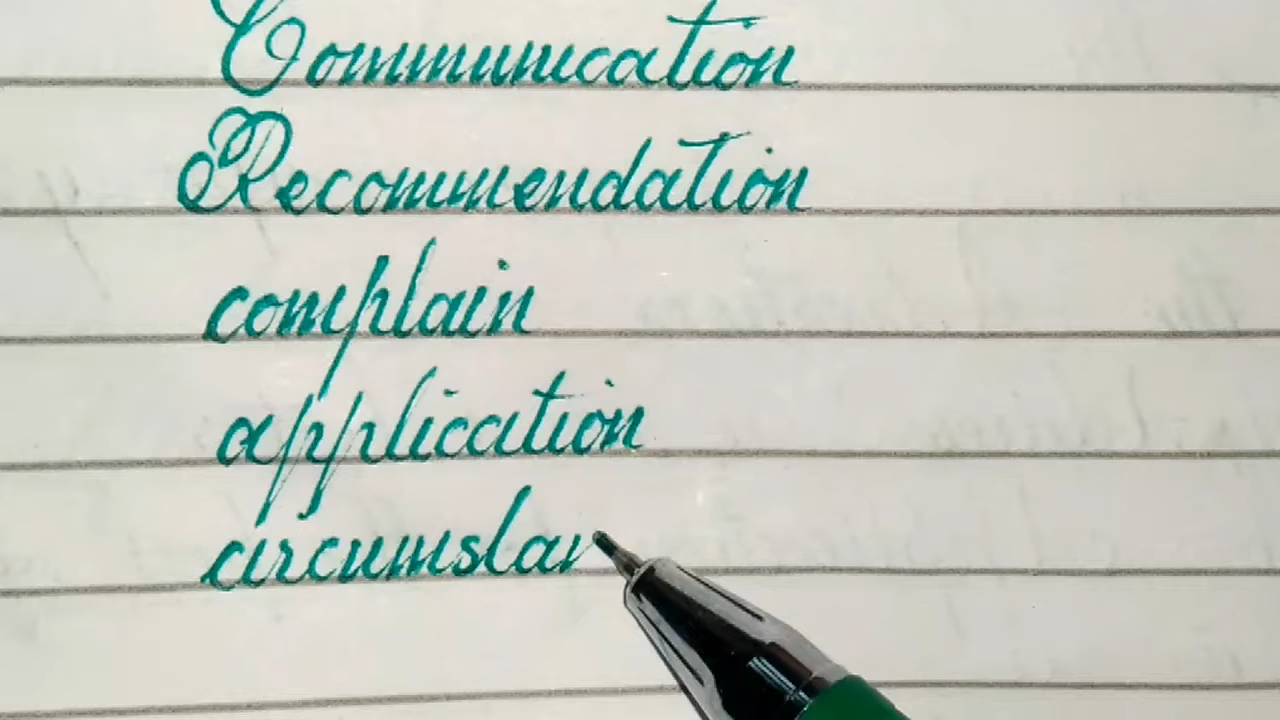 Communication
Recommendation
complain
application
circumstan